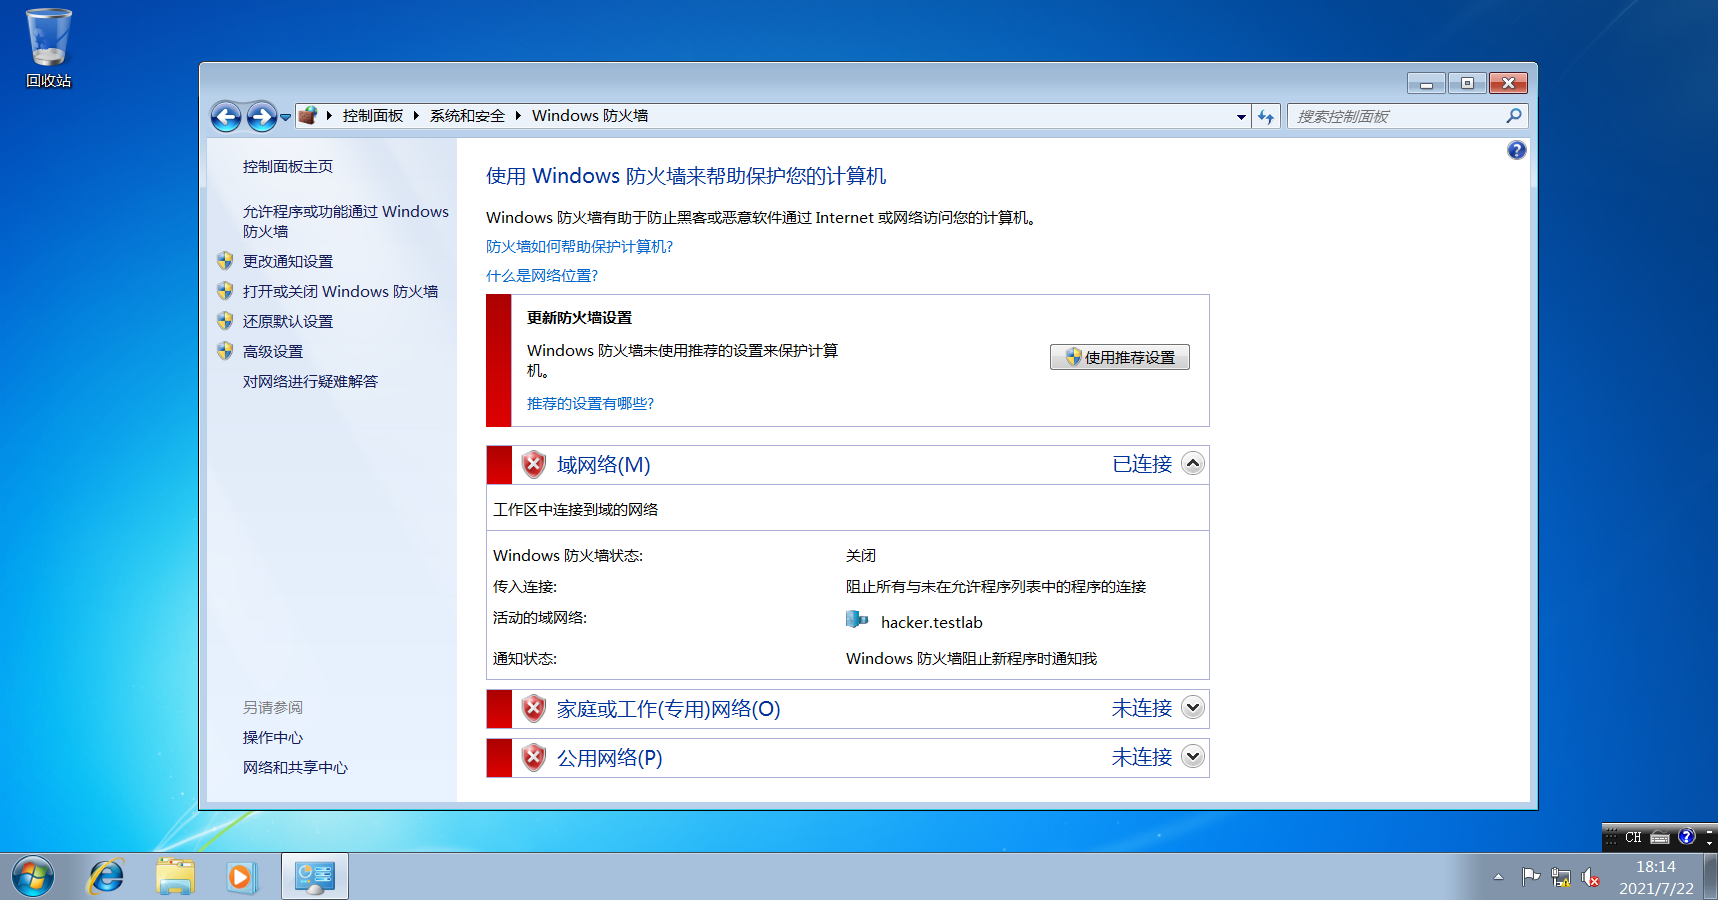 回收站
控制面板 系统和安全 Windows 防火墙
搜索控制面板
控制面板主页
允许程序或功能通过 Windows
防火墙
更改通知设置
打开或关闭 Windows 防火墙
还原默认设置
高级设置
对网络进行疑难解答
另请参阅
操作中心
网络和共享中心
使用 Windows 防火墙来帮助保护您的计算机
Windows 防火墙有助于防止黑客或恶意软件通过 Internet 或网络访问您的计算机。
防火墙如何帮助保护计算机?
什么是网络位置?
更新防火墙设置
Windows 防火墙未使用推荐的设置来保护计算
机。
使用推荐设置
推荐的设置有哪些?
域网络(M) 已连接
工作区中连接到域的网络
Windows 防火墙状态: 关闭
传入连接: 阻止所有与未在允许程序列表中的程序的连接
活动的域网络: hacker.testlab
通知状态: Windows 防火墙阻止新程序时通知我
家庭或工作(专用)网络(O) 未连接
公用网络(P) 未连接
CH
18:14
2021/7/22